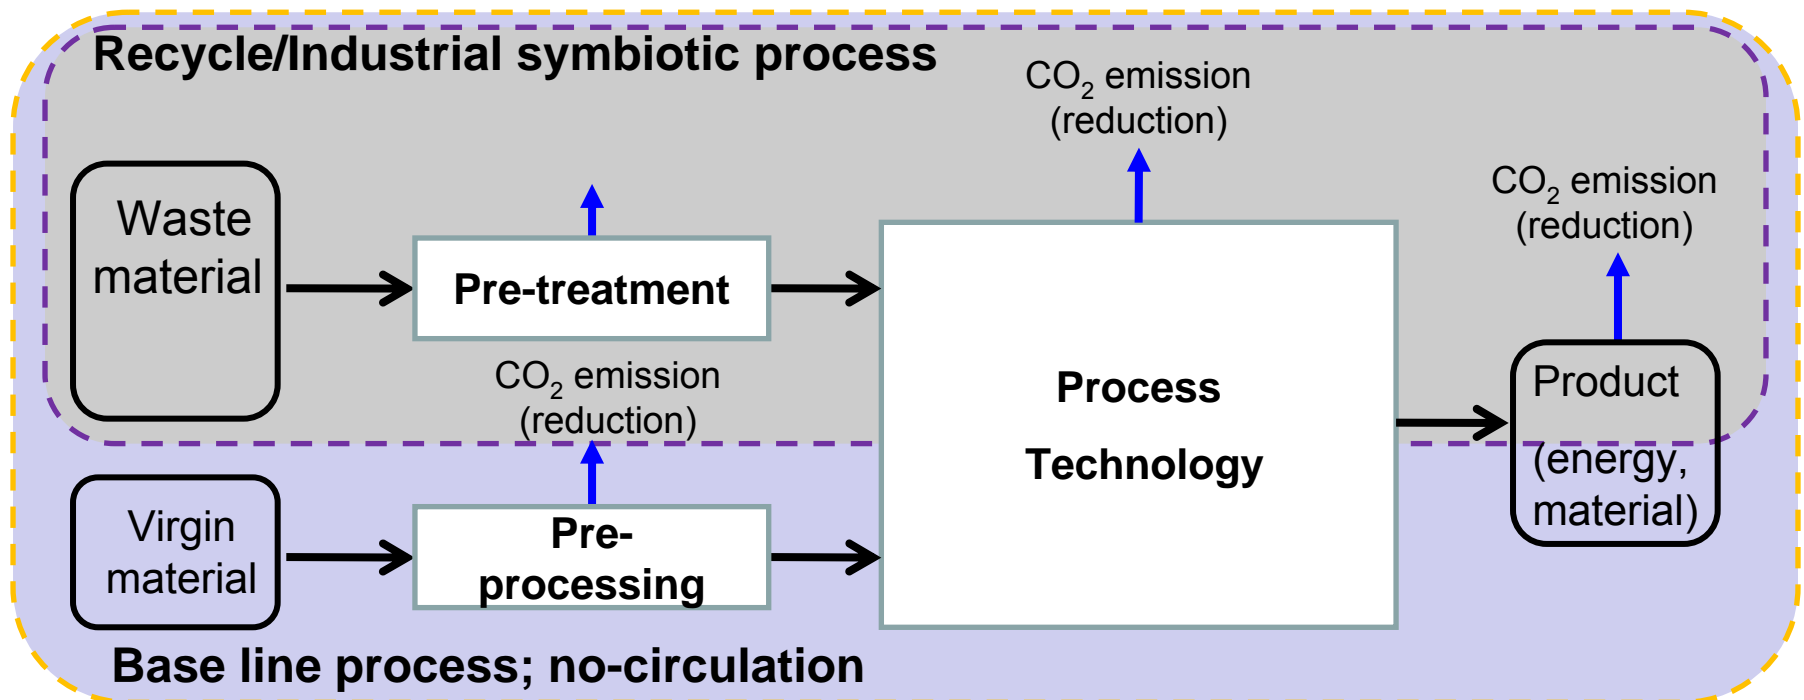 Recycle/Industrial symbiotic process
CO₂ emission
(reduction)
CO₂ emission
(reduction)
Waste
material
Pre-treatment
CO₂ emission
(reduction)
Process
Technology
Product
(energy,
material)
Virgin
material
Pre-
processing
Base line process; no-circulation